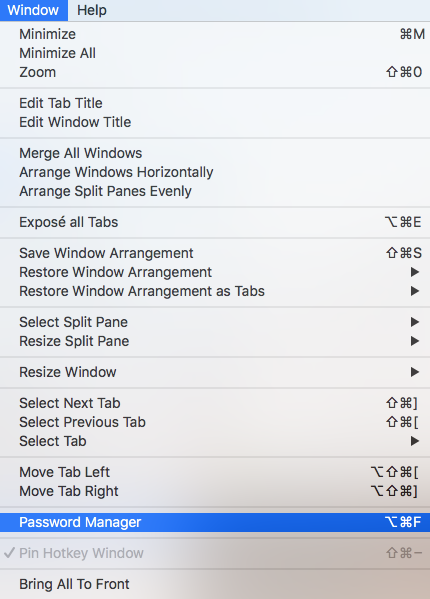 Window Help
Minimize ⌘M
Minimize All
Zoom ⇧⌘0
Edit Tab Title
Edit Window Title
Merge All Windows
Arrange Windows Horizontally
Arrange Split Panes Evenly
Exposé all Tabs ⌥⌘E
Save Window Arrangement ⇧⌘S
Restore Window Arrangement ▶
Restore Window Arrangement as Tabs ▶
Select Split Pane ▶
Resize Split Pane ▶
Resize Window ▶
Select Next Tab ⇧⌘]
Select Previous Tab ⇧⌘[
Select Tab ▶
Move Tab Left ⌥⇧⌘[
Move Tab Right ⌥⇧⌘]
Password Manager ⌥⌘F
✓ Pin Hotkey Window ⇧⌘−
Bring All To Front